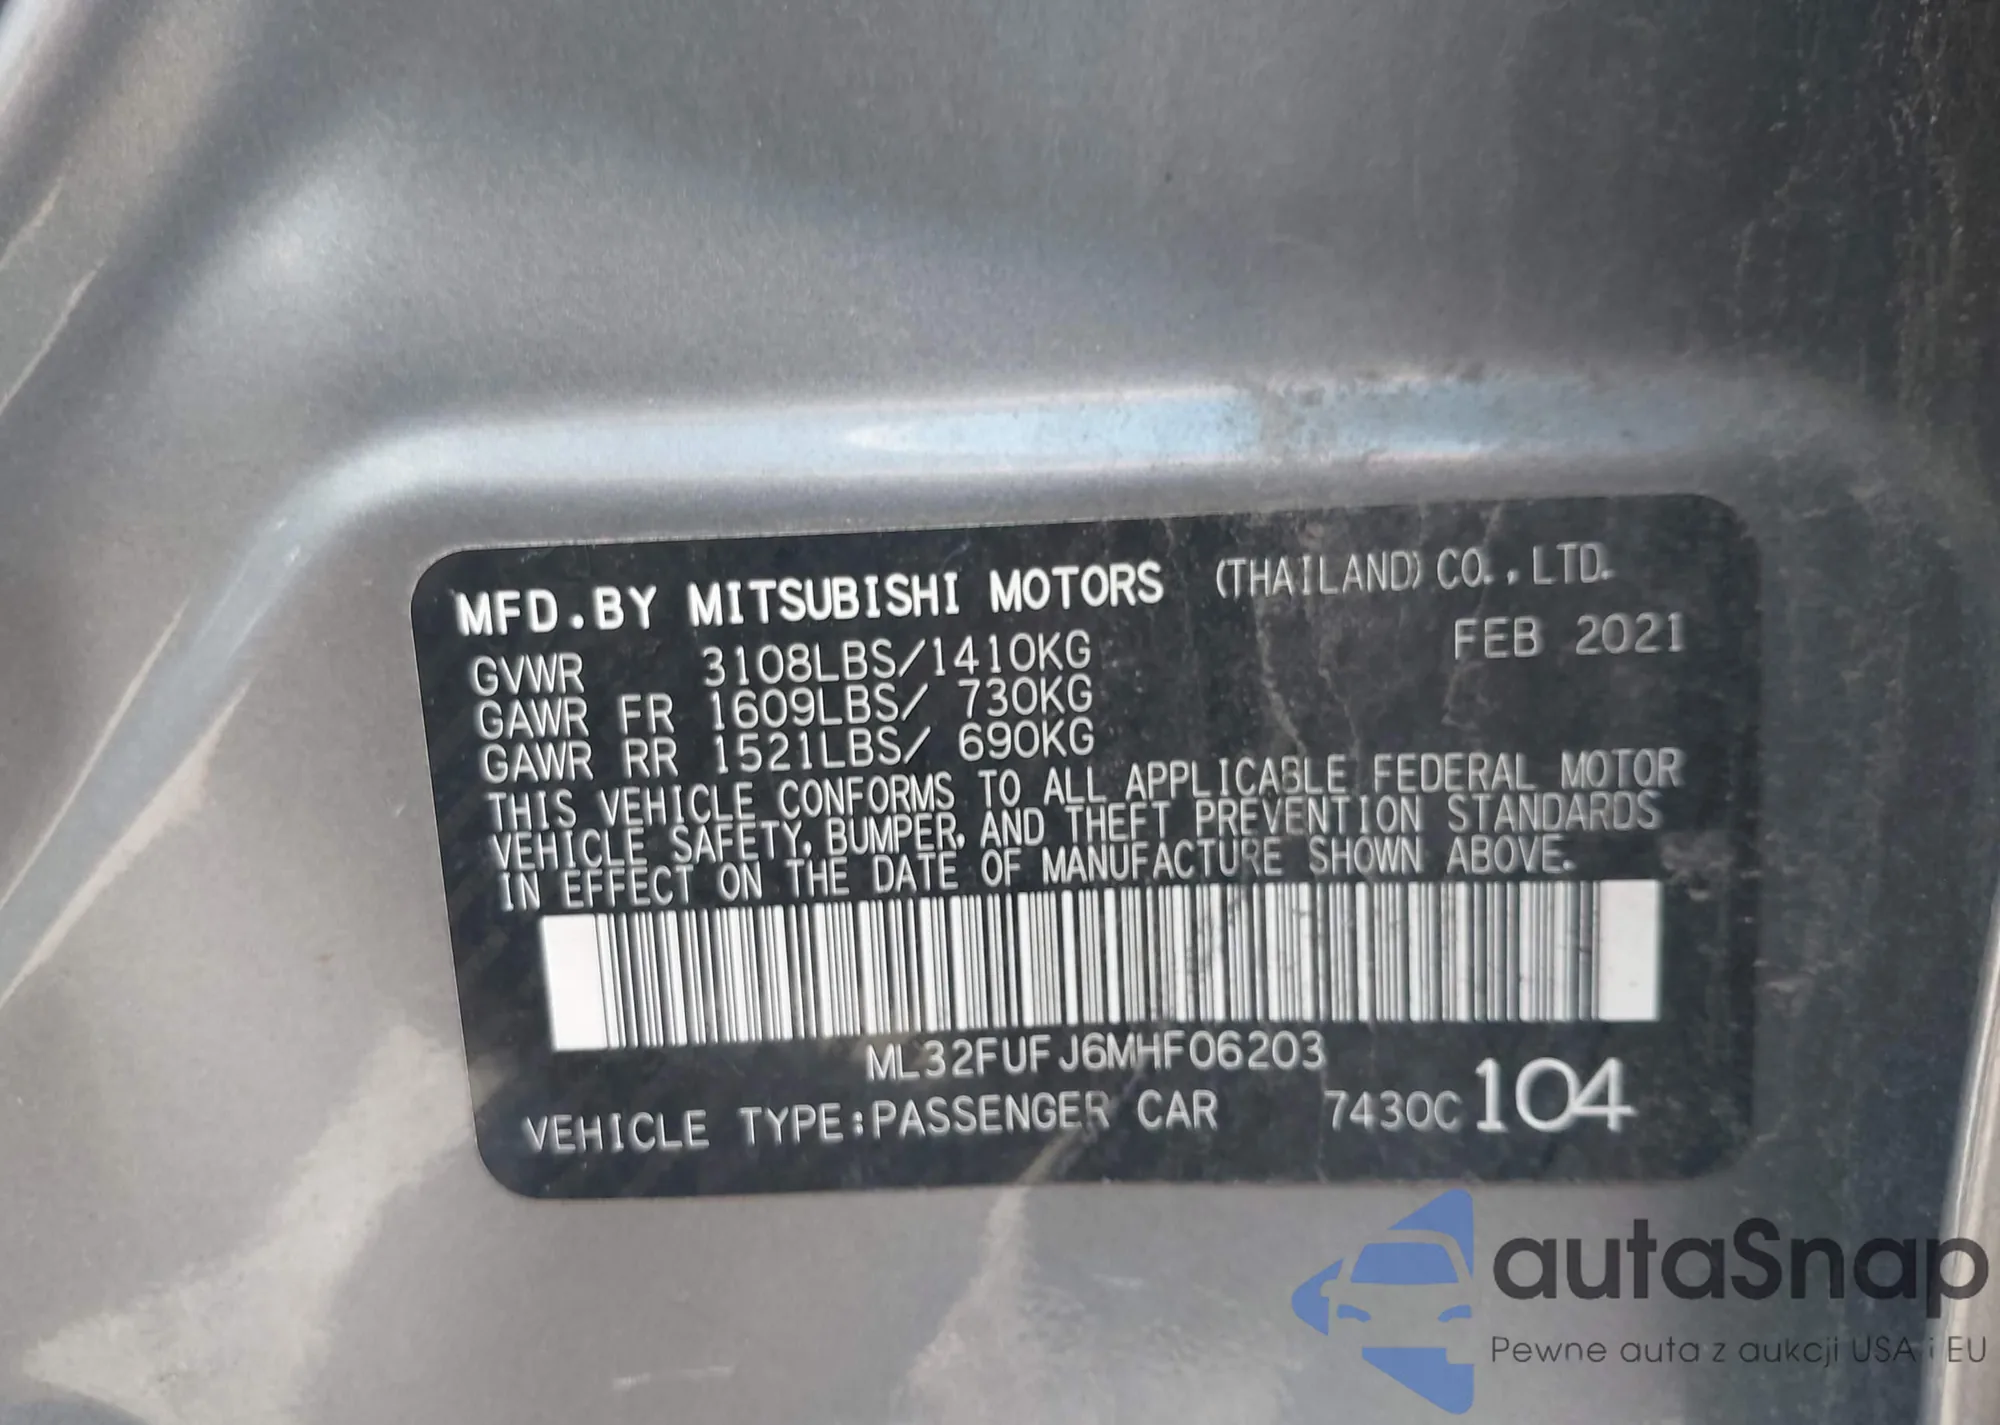 MFD.BY MITSUBISHI MOTORS (THAILAND) CO.,LTD.
FEB 2021
GVWR 3108LBS/1410KG
GAWR FR 1609LBS/ 730KG
GAWR RR 1521LBS/ 690KG
THIS VEHICLE CONFORMS TO ALL APPLICABLE FEDERAL MOTOR
VEHICLE SAFETY, BUMPER, AND THEFT PREVENTION STANDARDS
IN EFFECT ON THE DATE OF MANUFACTURE SHOWN ABOVE.
ML32FUFJ6MHF06203
VEHICLE TYPE:PASSENGER CAR 7430C 104
autaSnap
Pewne auta z aukcji USA i EU